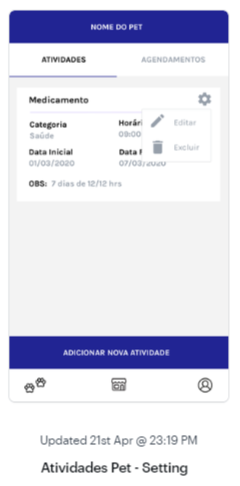 NOME DO PET
ATIVIDADES AGENDAMENTOS
Medicamento
Categoria Horári
Saúde 09:00
Editar
Data Inicial Data F
01/03/2020 07/03/2020
Excluir
OBS: 7 dias de 12/12 hrs
ADICIONAR NOVA ATIVIDADE
Updated 21st Apr @ 23:19 PM
Atividades Pet - Setting